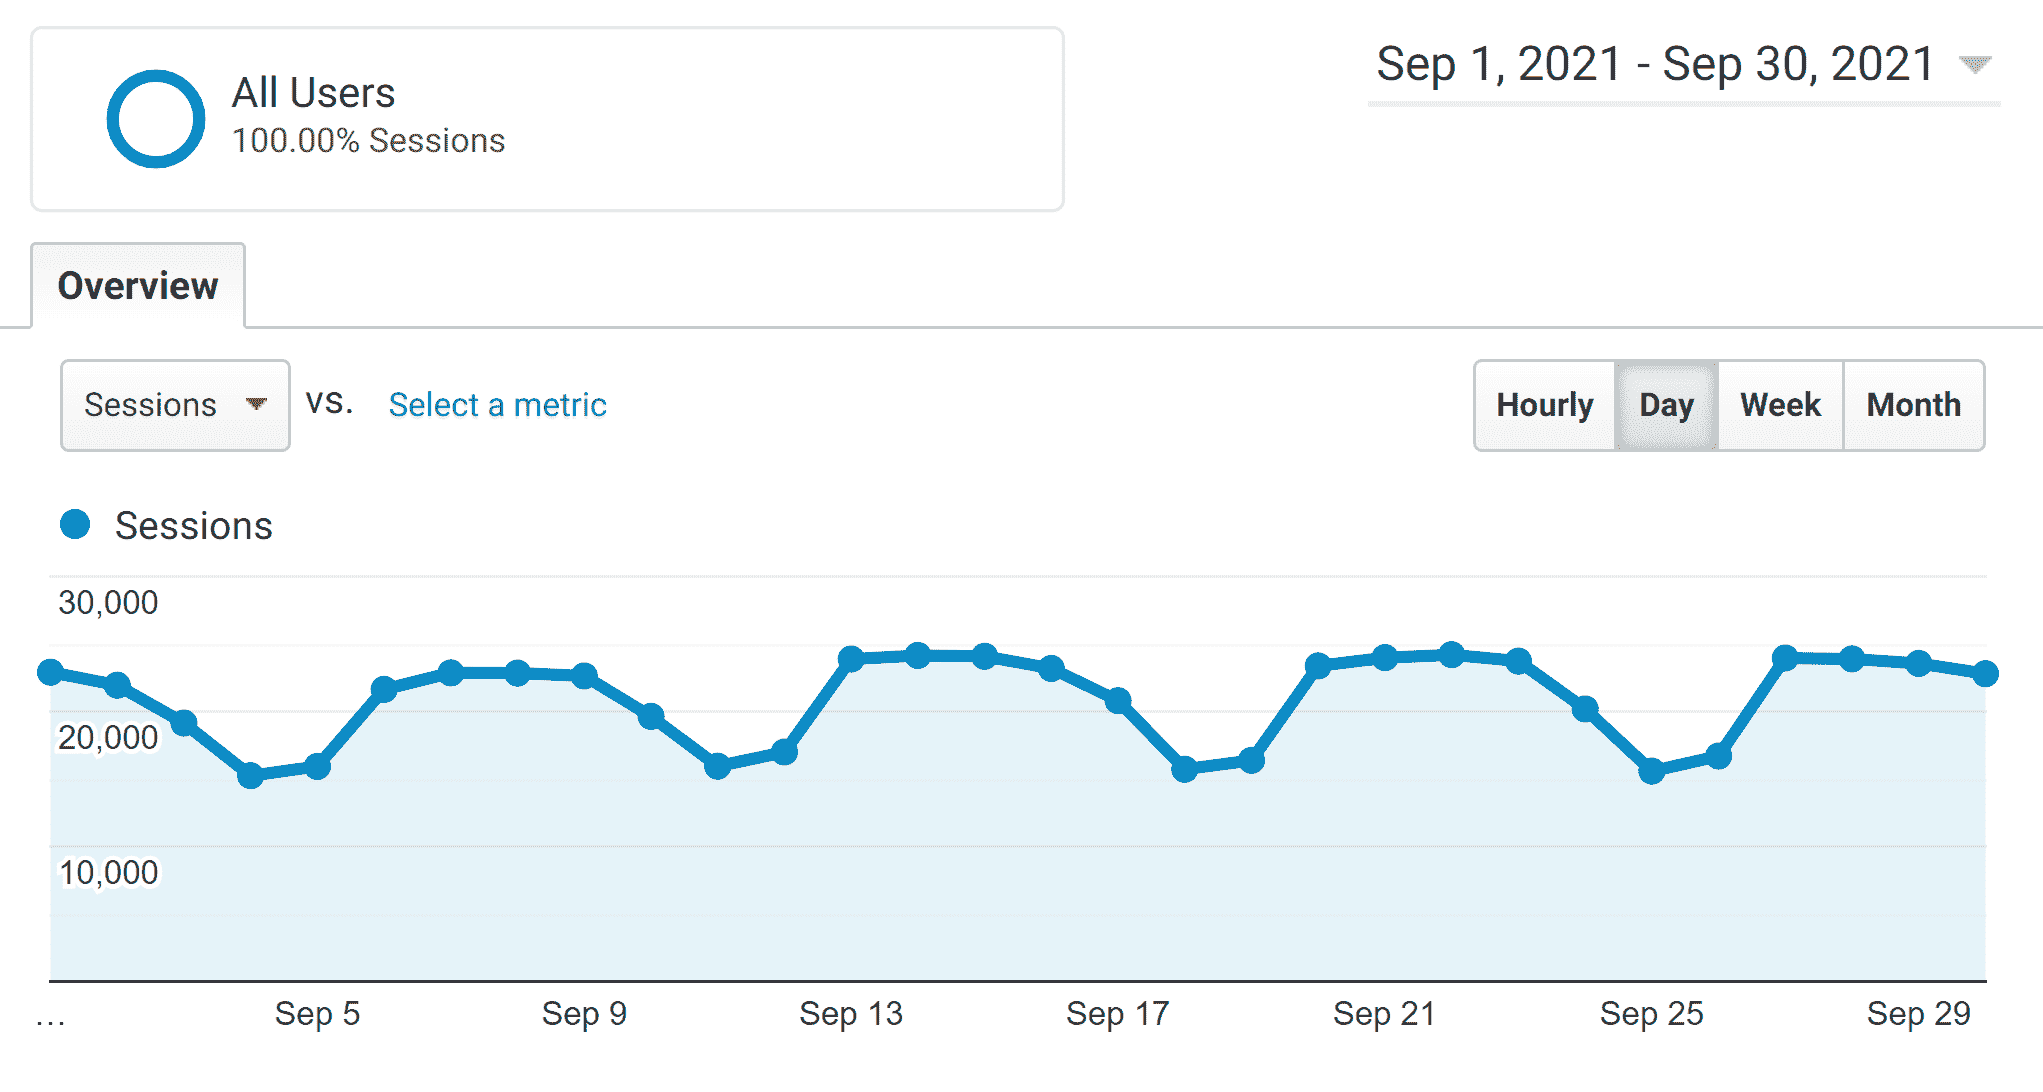 All Users
100.00% Sessions
Sep 1, 2021 - Sep 30, 2021
Overview
Sessions vs. Select a metric
Hourly Day Week Month
Sessions
30,000
20,000
10,000
... Sep 5 Sep 9 Sep 13 Sep 17 Sep 21 Sep 25 Sep 29